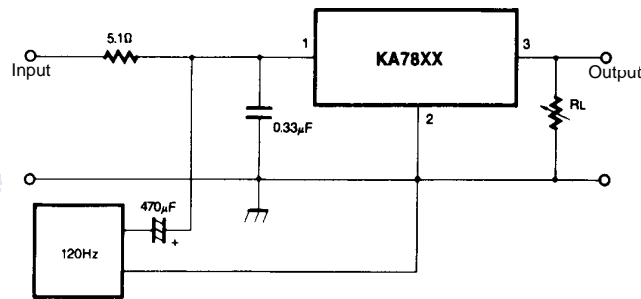 5.1Ω
Input
1
KA78XX
3
Output
2
0.33μF
RL
470μF
+
120Hz